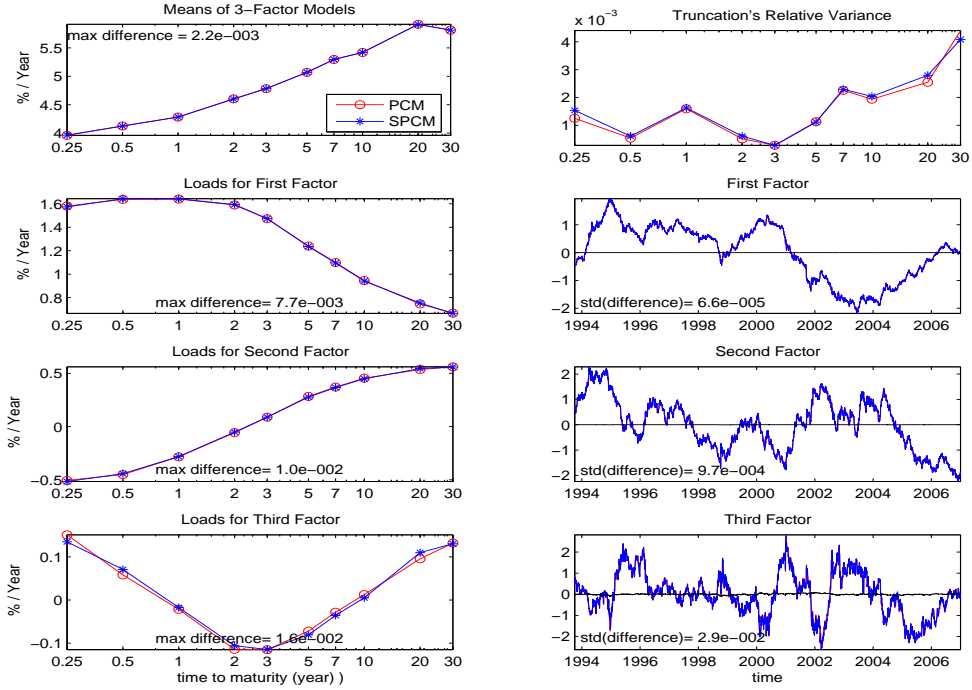 Means of 3-Factor Models
max difference = 2.2e-003
% / Year
5.5
5
4.5
4
PCM
SPCM
0.25 0.5 1 2 3 5 7 10 20 30
Truncation's Relative Variance
x 10^-3
4
3
2
1
0.25 0.5 1 2 3 5 7 10 20 30
Loads for First Factor
% / Year
1.6
1.4
1.2
1
0.8
max difference= 7.7e-003
0.25 0.5 1 2 3 5 7 10 20 30
First Factor
1
0
-1
-2
std(difference)= 6.6e-005
1994 1996 1998 2000 2002 2004 2006
Loads for Second Factor
% / Year
0.5
0
-0.5
max difference= 1.0e-002
0.25 0.5 1 2 3 5 7 10 20 30
Second Factor
2
1
0
-1
-2
std(difference)= 9.7e-004
1994 1996 1998 2000 2002 2004 2006
Loads for Third Factor
% / Year
0.1
0
-0.1
max difference= 1.6e-002
0.25 0.5 1 2 3 5 7 10 20 30
time to maturity (year) )
Third Factor
2
1
0
-1
-2
std(difference)= 2.9e-002
1994 1996 1998 2000 2002 2004 2006
time